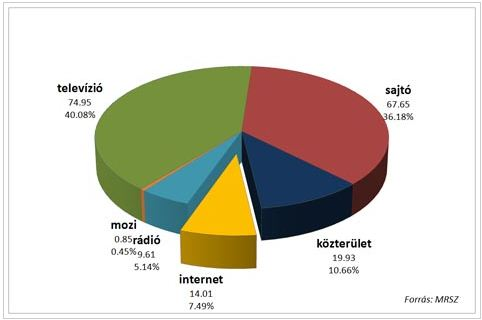 televízió
74.95
40.08%
sajtó
67.65
36.18%
mozi
0.85
0.45%
rádió
9.61
5.14%
internet
14.01
7.49%
közterület
19.93
10.66%
Forrás: MRSZ